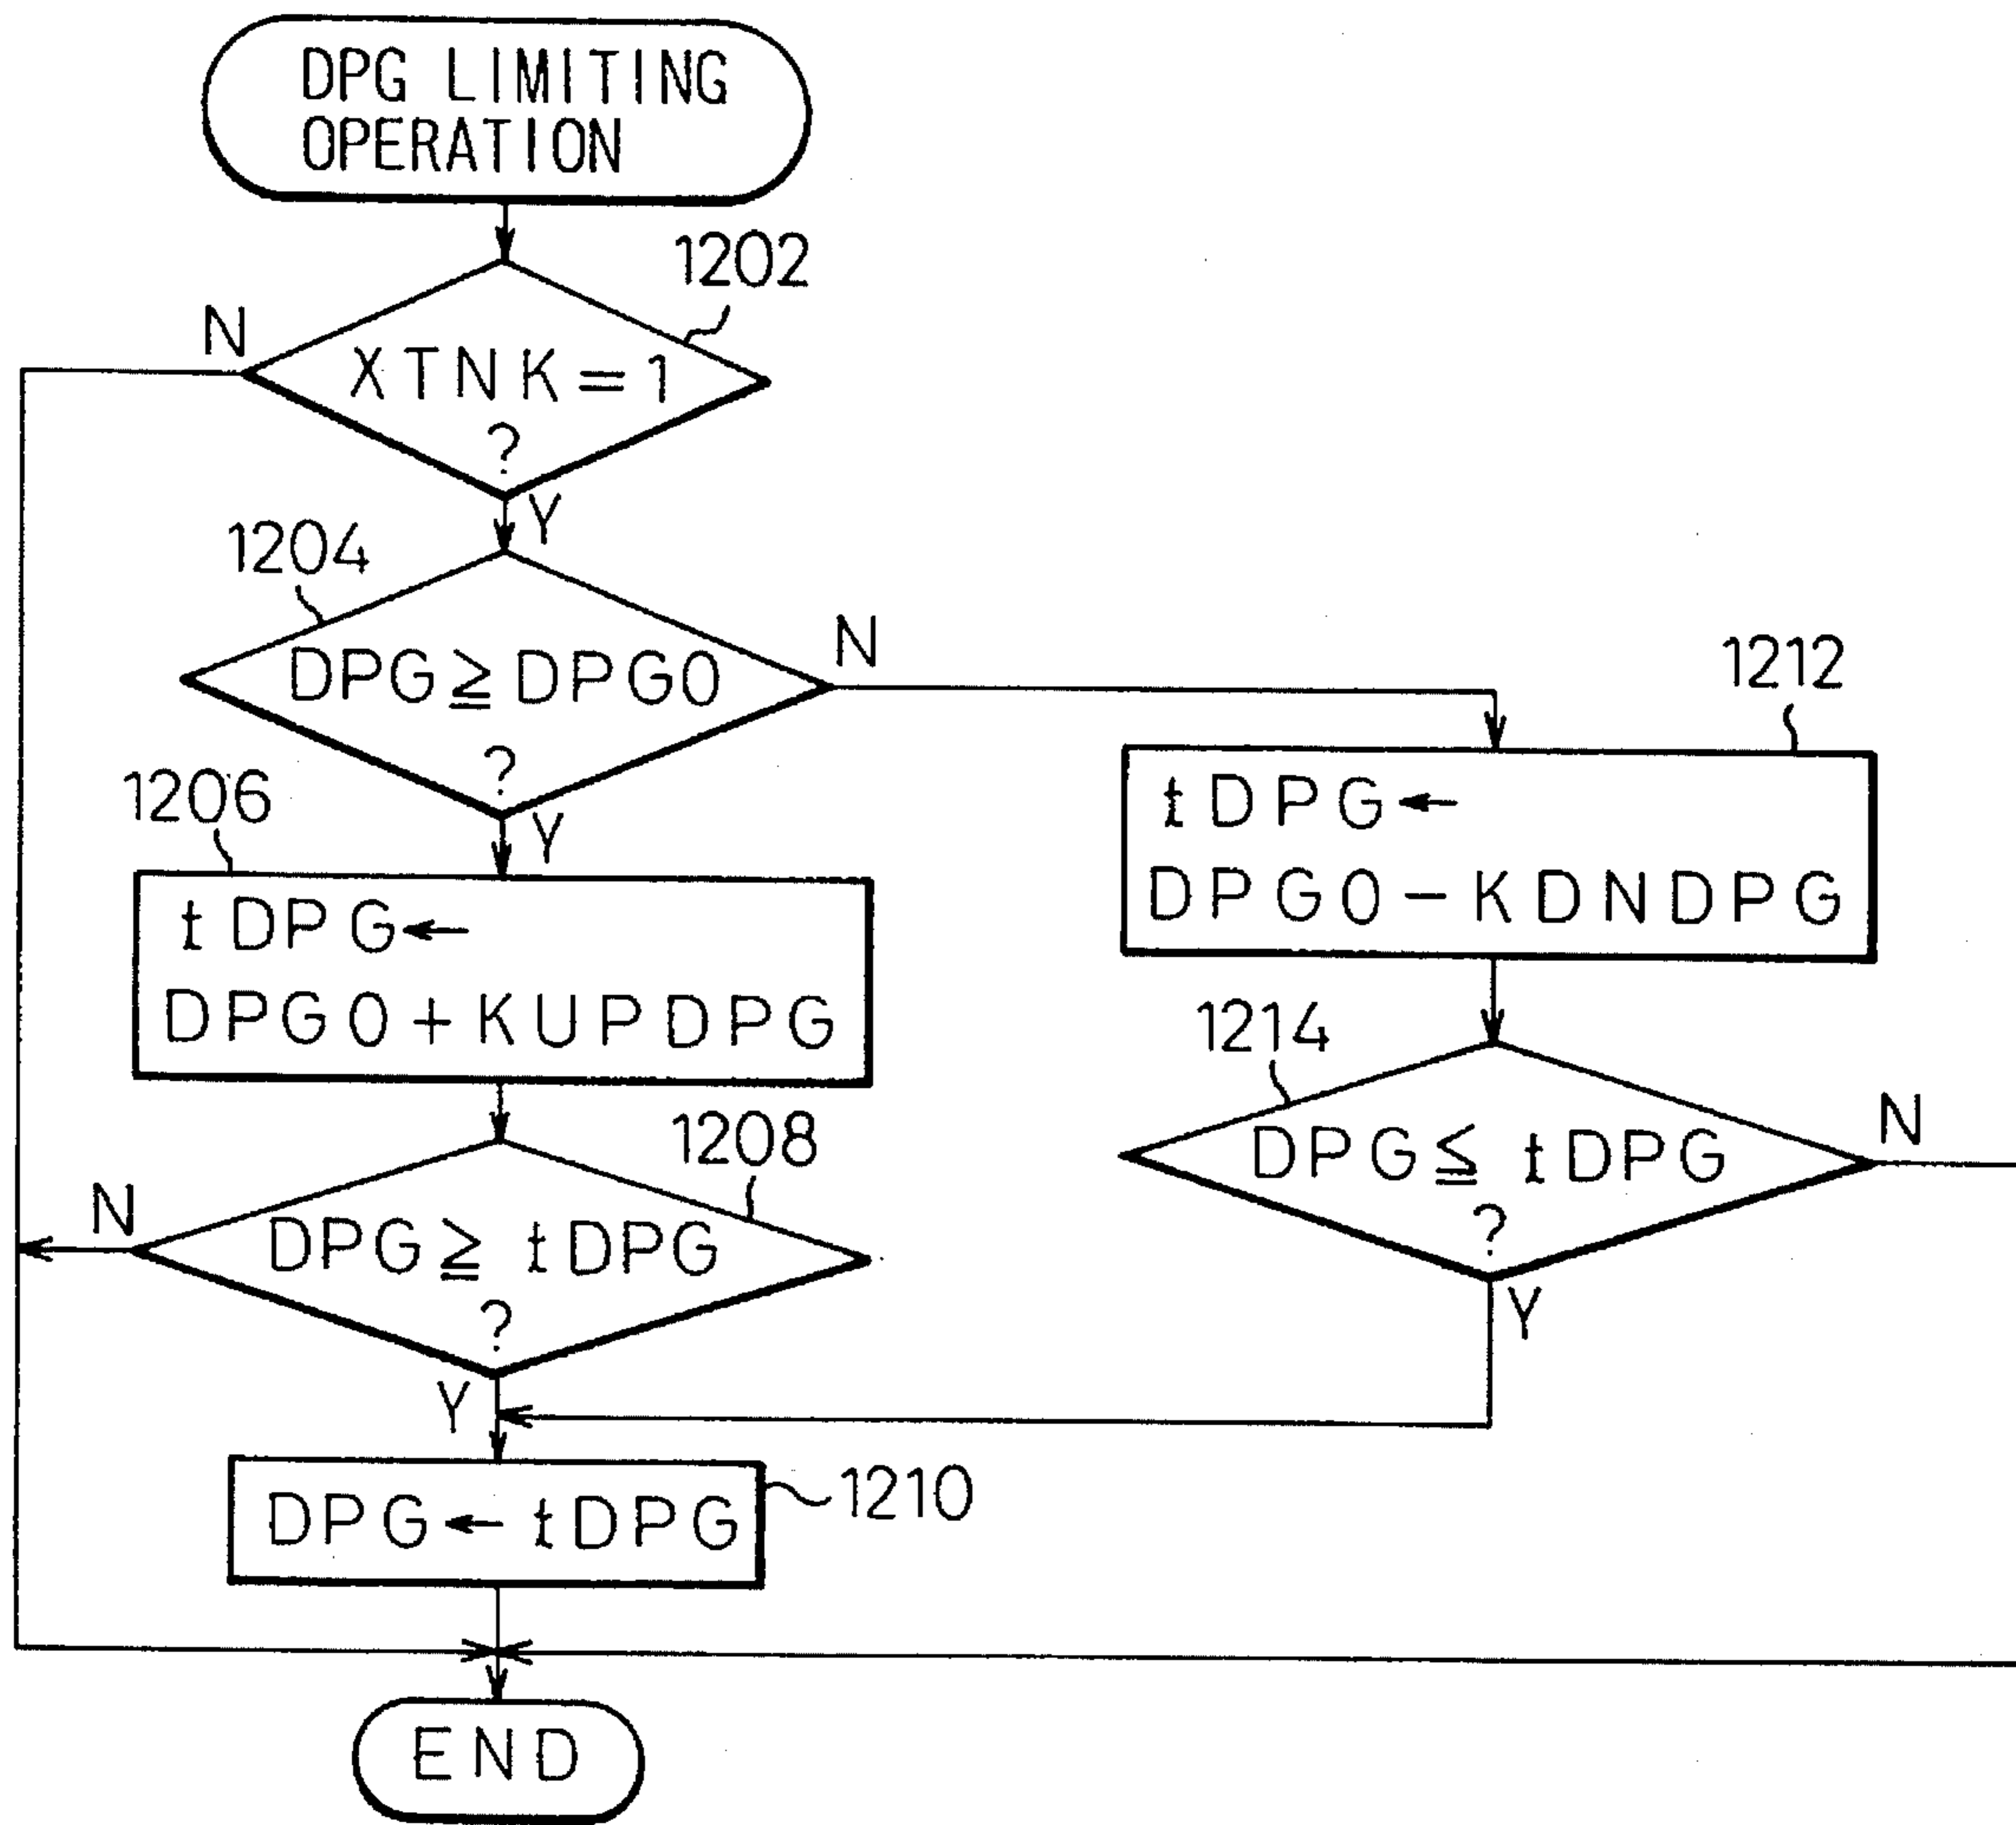 DPG LIMITING
OPERATION
1202
N
XTNK=1
?
Y
1204
DPG≧DPG0
?
N
Y
1206
tDPG←
DPG0+KUPDPG
1208
N
DPG≧tDPG
?
Y
1212
tDPG←
DPG0-KDNDPG
1214
DPG≦tDPG
?
N
Y
DPG←tDPG
1210
END